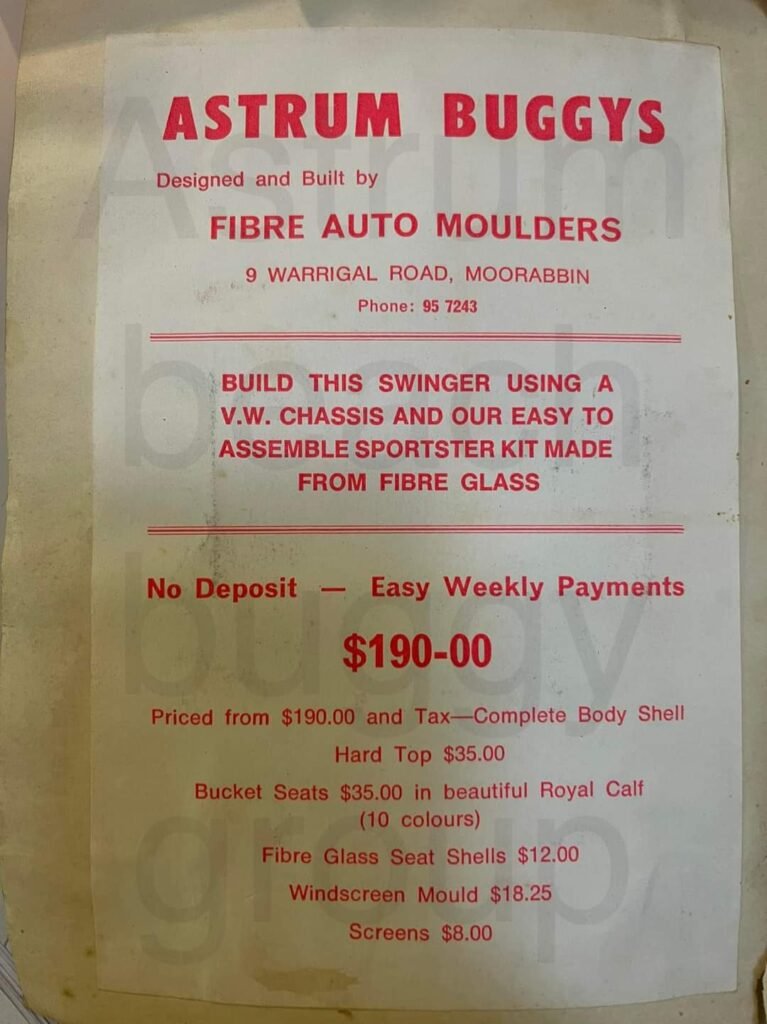 ASTRUM BUGGYS
Designed and Built by
FIBRE AUTO MOULDERS
9 WARRIGAL ROAD, MOORABBIN
Phone: 95 7243
BUILD THIS SWINGER USING A
V.W. CHASSIS AND OUR EASY TO
ASSEMBLE SPORTSTER KIT MADE
FROM FIBRE GLASS
No Deposit — Easy Weekly Payments
$190-00
Priced from $190.00 and Tax—Complete Body Shell
Hard Top $35.00
Bucket Seats $35.00 in beautiful Royal Calf
(10 colours)
Fibre Glass Seat Shells $12.00
Windscreen Mould $18.25
Screens $8.00
Astrum
beach
buggy
group